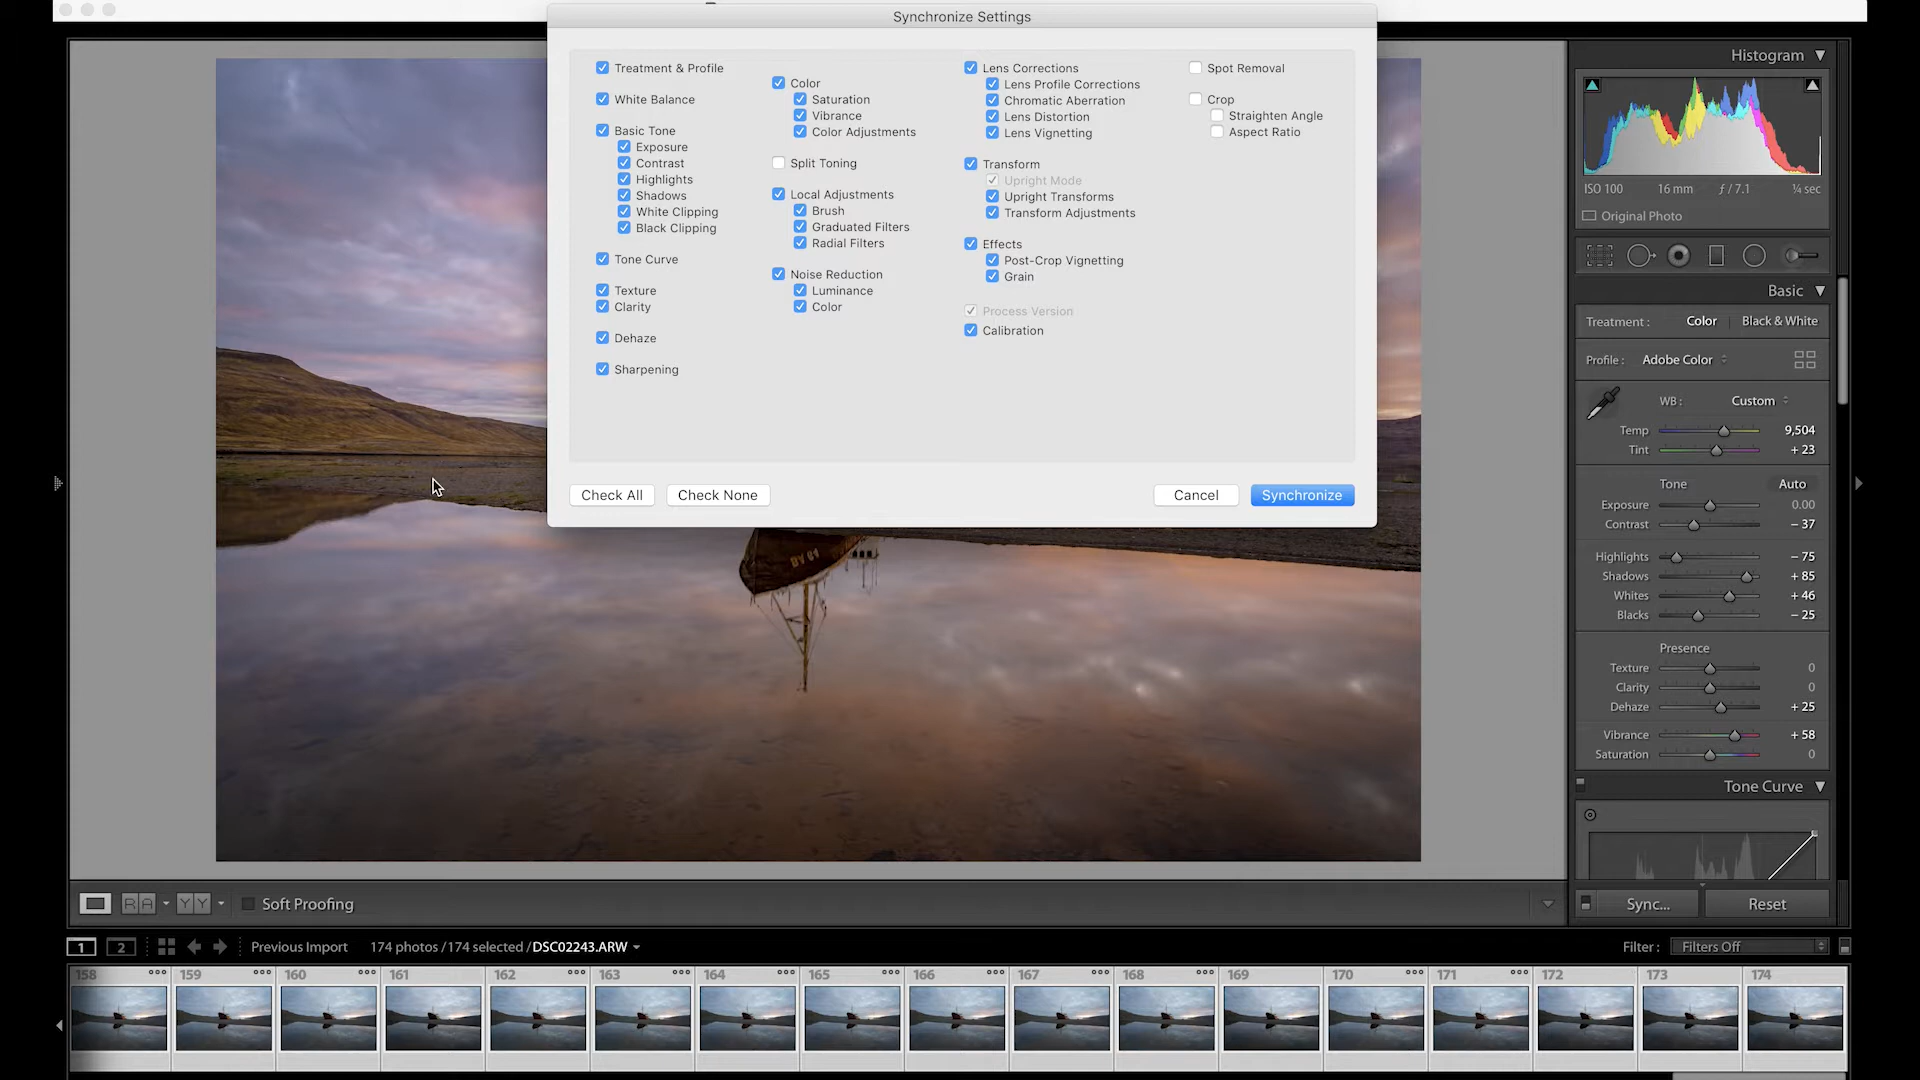 Synchronize Settings
Treatment & Profile
White Balance
Basic Tone
Exposure
Contrast
Highlights
Shadows
White Clipping
Black Clipping
Tone Curve
Texture
Clarity
Dehaze
Sharpening
Color
Saturation
Vibrance
Color Adjustments
Split Toning
Local Adjustments
Brush
Graduated Filters
Radial Filters
Noise Reduction
Luminance
Color
Lens Corrections
Lens Profile Corrections
Chromatic Aberration
Lens Distortion
Lens Vignetting
Transform
Upright Mode
Upright Transforms
Transform Adjustments
Effects
Post-Crop Vignetting
Grain
Process Version
Calibration
Spot Removal
Crop
Straighten Angle
Aspect Ratio
Check All
Check None
Cancel
Synchronize
Histogram
ISO 100 16 mm ƒ / 7.1 ¼ sec
Original Photo
Basic
Treatment : Color Black & White
Profile : Adobe Color
WB : Custom
Temp 9,504
Tint + 23
Tone Auto
Exposure 0.00
Contrast – 37
Highlights – 75
Shadows + 85
Whites + 46
Blacks – 25
Presence
Texture 0
Clarity 0
Dehaze + 25
Vibrance + 58
Saturation 0
Tone Curve
Sync... Reset
DV 61
R A Y Y Soft Proofing
1 2 Previous Import 174 photos / 174 selected / DSC02243.ARW
Filter : Filters Off
158 159 160 161 162 163 164 165 166 167 168 169 170 171 172 173 174